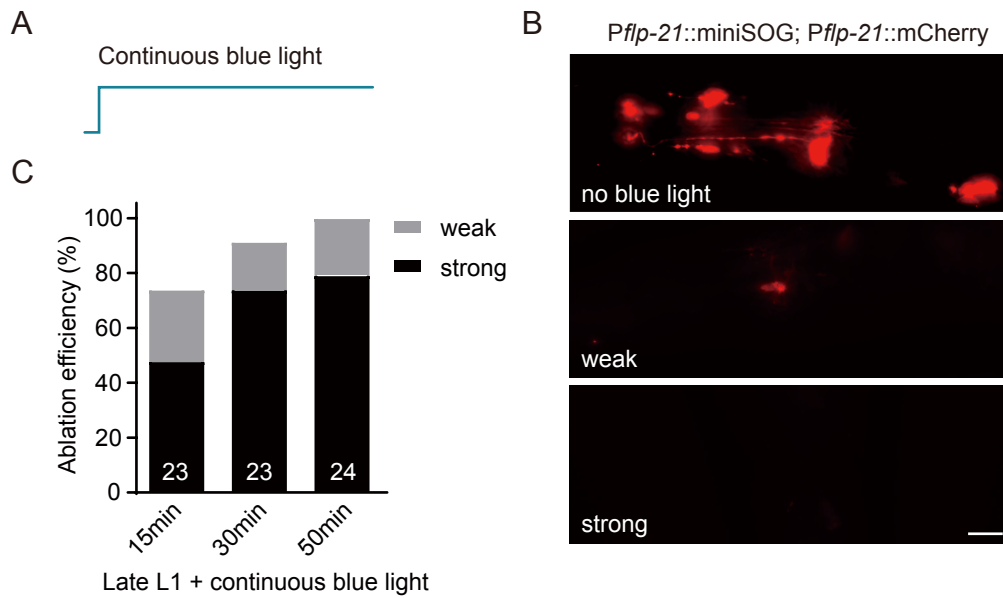 A
Continuous blue light
B
Pflp-21::miniSOG; Pflp-21::mCherry
no blue light
weak
strong
C
Ablation efficiency (%)
100
80
60
40
20
0
23
23
24
weak
strong
15min
30min
50min
Late L1 + continuous blue light